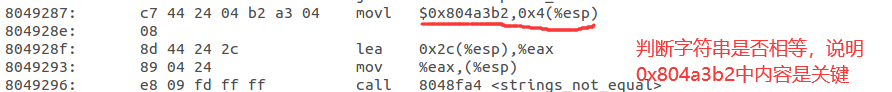 8049287: c7 44 24 04 b2 a3 04 movl $0x804a3b2,0x4(%esp)
804928e: 08
804928f: 8d 44 24 2c lea 0x2c(%esp),%eax
8049293: 89 04 24 mov %eax,(%esp)
8049296: e8 09 fd ff ff call 8048fa4 <strings_not_equal>
判断字符串是否相等，说明
0x804a3b2中内容是关键